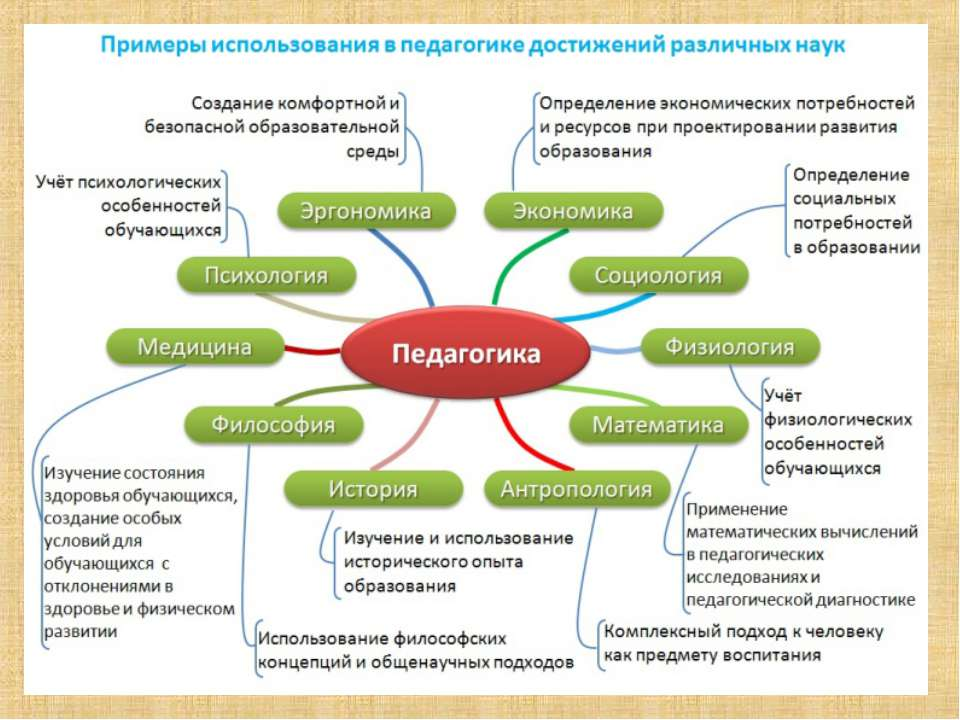 Примеры использования в педагогике достижений различных наук
Создание комфортной и
безопасной образовательной
среды
Определение экономических потребностей
и ресурсов при проектировании развития
образования
Учёт психологических
особенностей
обучающихся
Определение
социальных
потребностей
в образовании
Эргономика
Экономика
Психология
Социология
Медицина
Педагогика
Физиология
Философия
Математика
История
Антропология
Учёт
физиологических
особенностей
обучающихся
Изучение состояния
здоровья обучающихся,
создание особых
условий для
обучающихся с
отклонениями в
здоровье и физическом
развитии
Изучение и использование
исторического опыта
образования
Применение
математических вычислений
в педагогических
исследованиях и
педагогической диагностике
Использование философских
концепций и общенаучных подходов
Комплексный подход к человеку
как предмету воспитания